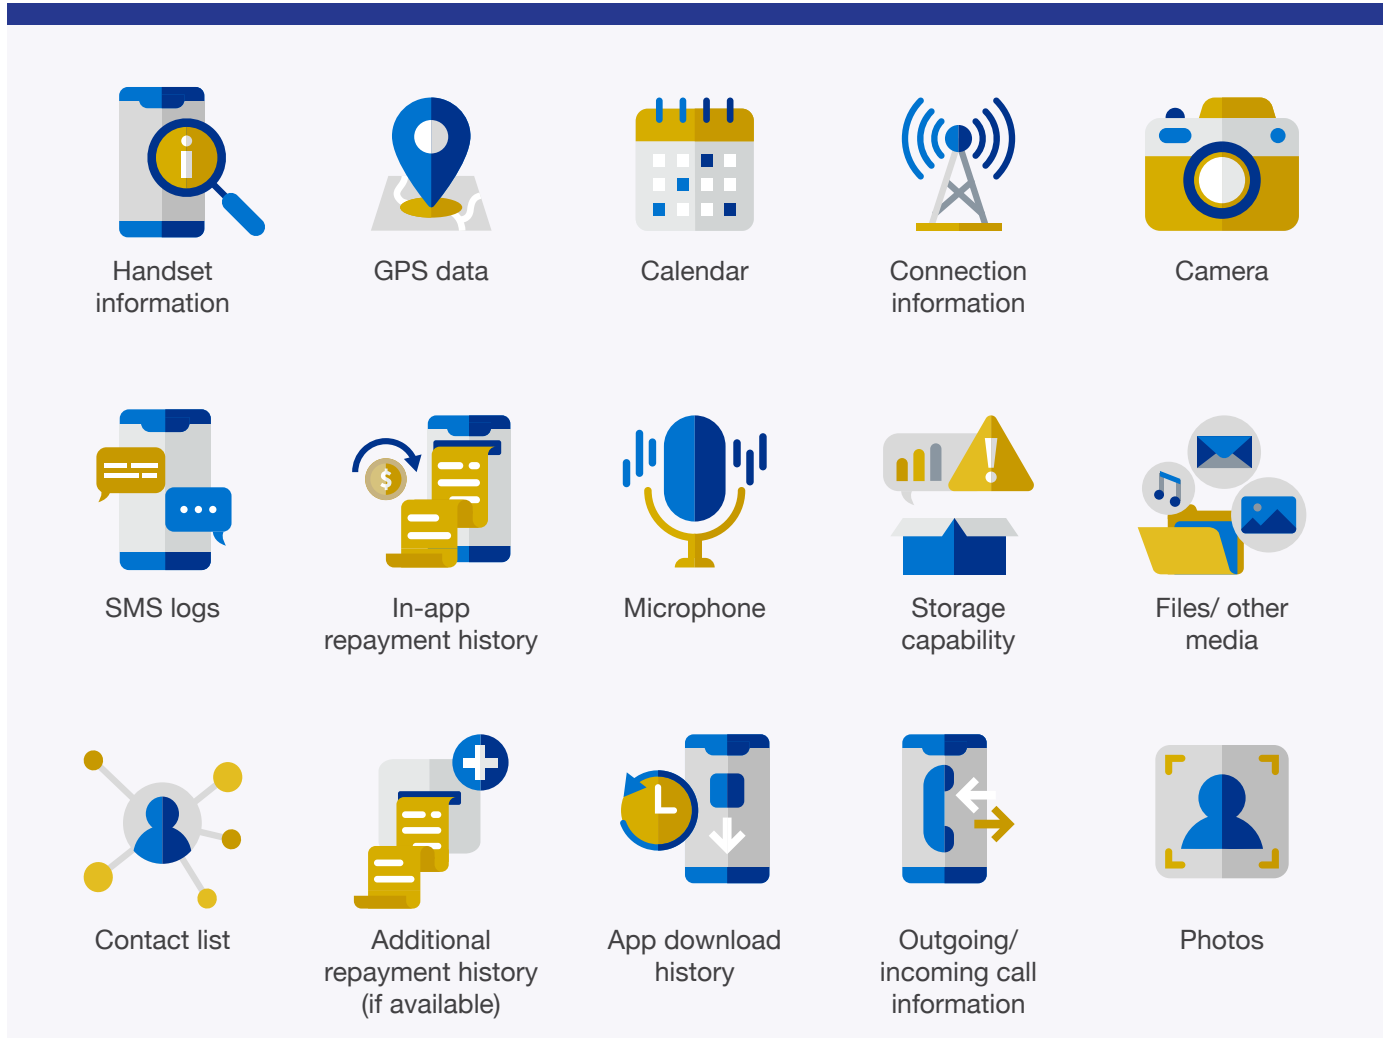 Handset
information
GPS data
Calendar
Connection
information
Camera
SMS logs
In-app
repayment history
Microphone
Storage
capability
Files/ other
media
Contact list
Additional
repayment history
(if available)
App download
history
Outgoing/
incoming call
information
Photos